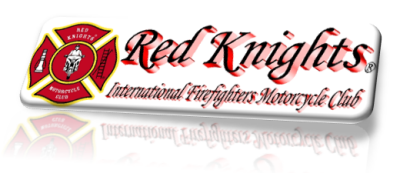 RED
KNIGHTS
MOTORCYCLE
CLUB
Red Knights®
International Firefighters Motorcycle Club